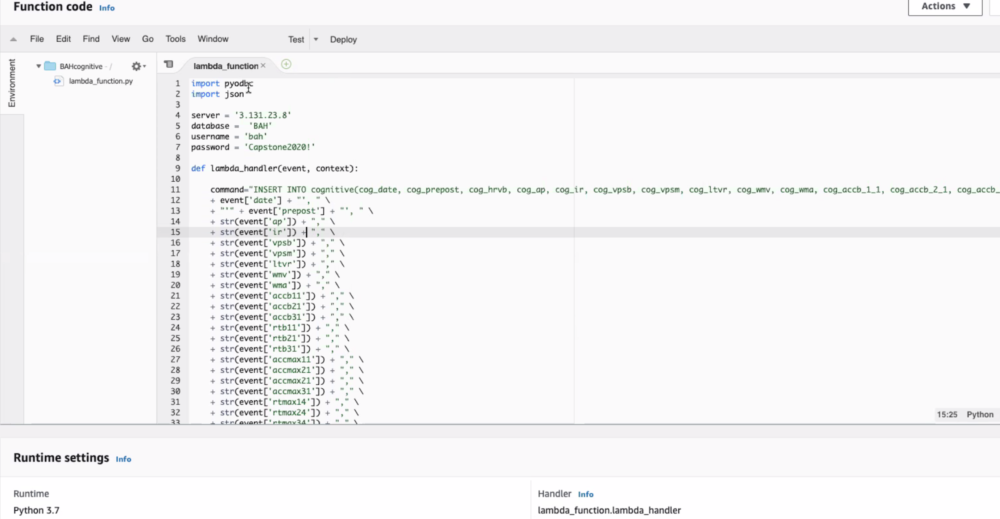 Function code Info
Actions
File Edit Find View Go Tools Window Test Deploy
Environment
BAHcognitive - /
lambda_function.py
lambda_function
1 import pyodbc
2 import json
3
4 server = '3.131.23.8'
5 database =  'BAH'
6 username = 'bah'
7 password = 'Capstone2020!'
8
9 def lambda_handler(event, context):
10
11 command="INSERT INTO cognitive(cog_date, cog_prepost, cog_hrvb, cog_ap, cog_ir, cog_vpsb, cog_vpsm, cog_ltvr, cog_wmv, cog_wma, cog_accb_1_1, cog_accb_2_1, cog_accb_
12 + event['date'] + "', " \
13 + "'" + event['prepost'] + "', " \
14 + str(event['ap']) + "," \
15 + str(event['ir']) + "," \
16 + str(event['vpsb']) + "," \
17 + str(event['vpsm']) + "," \
18 + str(event['ltvr']) + "," \
19 + str(event['wmv']) + "," \
20 + str(event['wma']) + "," \
21 + str(event['accb11']) + "," \
22 + str(event['accb21']) + "," \
23 + str(event['accb31']) + "," \
24 + str(event['rtb11']) + "," \
25 + str(event['rtb21']) + "," \
26 + str(event['rtb31']) + "," \
27 + str(event['accmax11']) + "," \
28 + str(event['accmax21']) + "," \
29 + str(event['accmax21']) + "," \
30 + str(event['accmax31']) + "," \
31 + str(event['rtmax14']) + "," \
32 + str(event['rtmax24']) + "," \
33 + str(event['rtmax34']) + "," \
15:25 Python
Runtime settings Info
Runtime
Python 3.7
Handler Info
lambda_function.lambda_handler